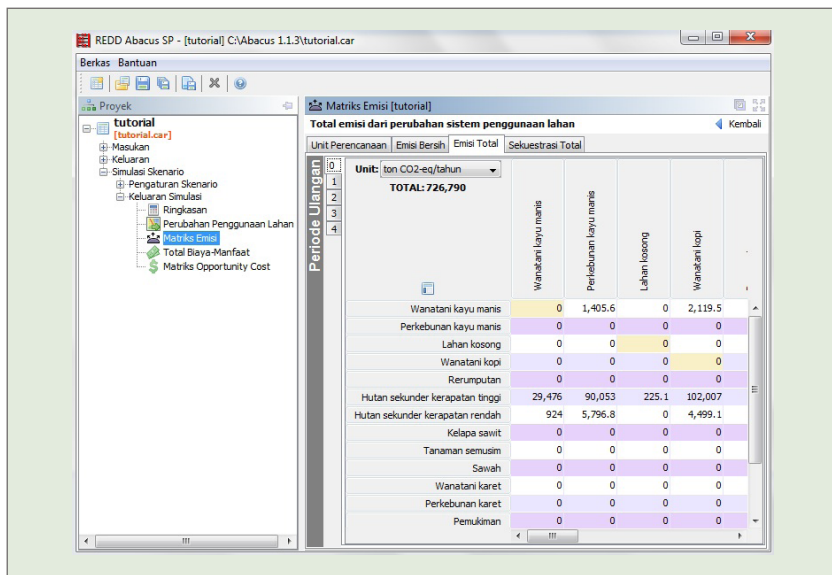 REDD Abacus SP - [tutorial] C:\Abacus 1.1.3\tutorial.car
Berkas Bantuan
Proyek
tutorial
[tutorial.car]
Masukan
Keluaran
Simulasi Skenario
Pengaturan Skenario
Keluaran Simulasi
Ringkasan
Perubahan Penggunaan Lahan
Matriks Emisi
Total Biaya-Manfaat
Matriks Opportunity Cost
Matriks Emisi [tutorial]
Total emisi dari perubahan sistem penggunaan lahan
Kembali
Unit Perencanaan Emisi Bersih Emisi Total Sekuestrasi Total
Periode Ulangan
0
1
2
3
4
Unit: ton CO2-eq/tahun
TOTAL: 726,790
Wanatani kayu manis
Perkebunan kayu manis
Lahan kosong
Wanatani kopi
Wanatani kayu manis 0 1,405.6 0 2,119.5
Perkebunan kayu manis 0 0 0 0
Lahan kosong 0 0 0 0
Wanatani kopi 0 0 0 0
Rerumputan 0 0 0 0
Hutan sekunder kerapatan tinggi 29,476 90,053 225.1 102,007
Hutan sekunder kerapatan rendah 924 5,796.8 0 4,499.1
Kelapa sawit 0 0 0 0
Tanaman semusim 0 0 0 0
Sawah 0 0 0 0
Wanatani karet 0 0 0 0
Perkebunan karet 0 0 0 0
Pemukiman 0 0 0 0